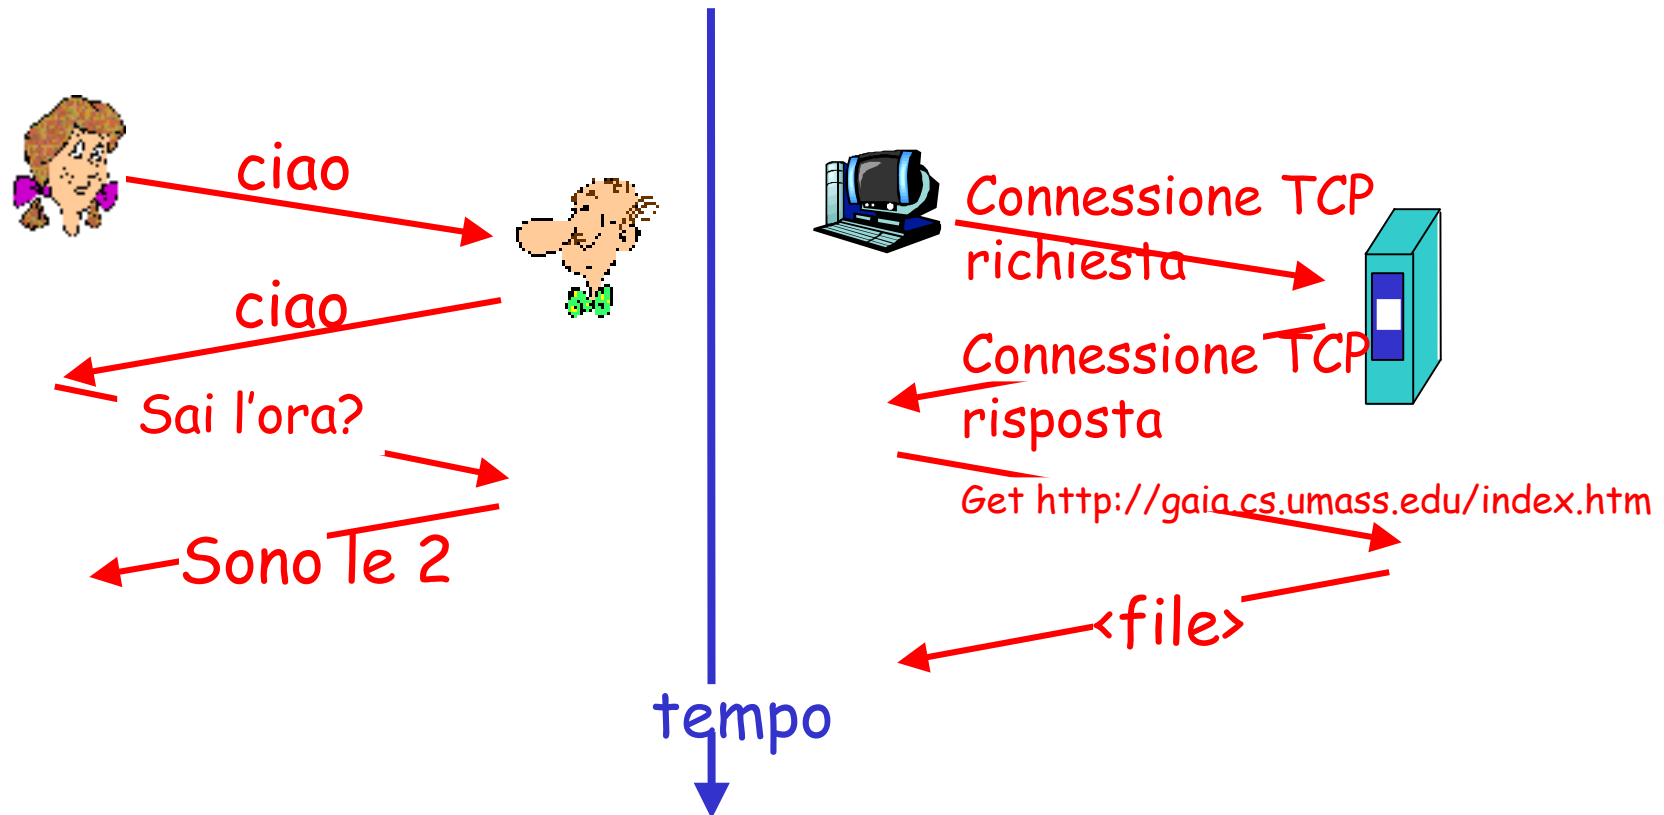 ciao
ciao
Sai l'ora?
Sono le 2
tempo
Connessione TCP
richiesta
Connessione TCP
risposta
Get http://gaia.cs.umass.edu/index.htm
<file>